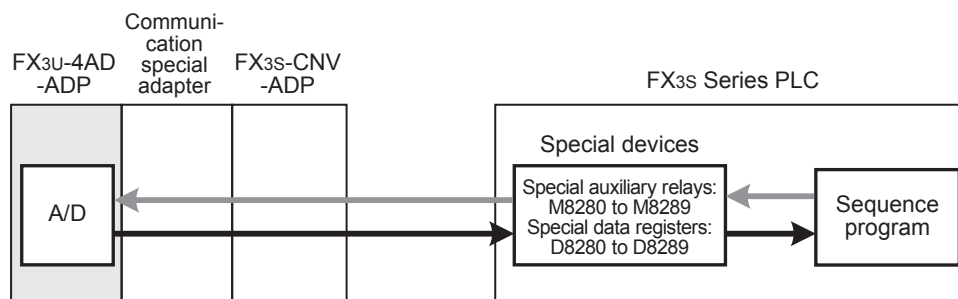 Communi-
cation
special
adapter
FX3U-4AD
-ADP
FX3S-CNV
-ADP
FX3S Series PLC
Special devices
A/D
Special auxiliary relays:
M8280 to M8289
Special data registers:
D8280 to D8289
Sequence
program